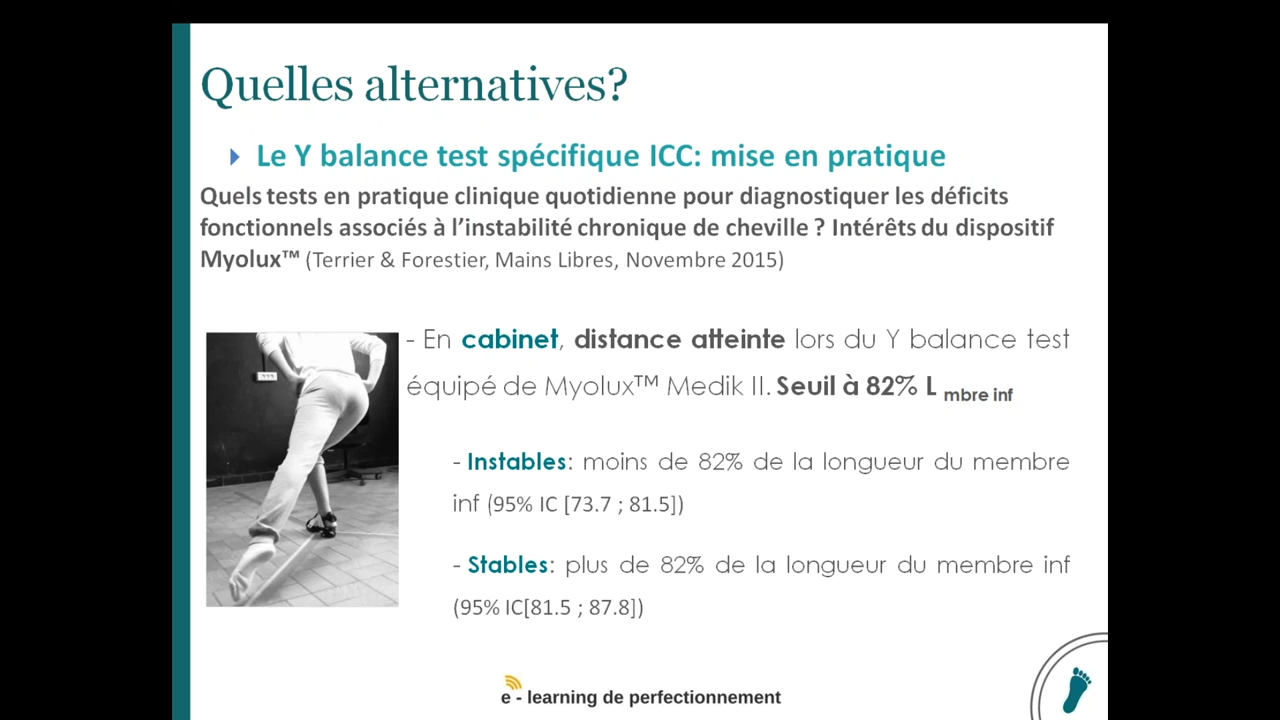 Quelles alternatives?
Le Y balance test spécifique ICC: mise en pratique
Quels tests en pratique clinique quotidienne pour diagnostiquer les déficits
fonctionnels associés à l'instabilité chronique de cheville ? Intérêts du dispositif
Myolux™ (Terrier & Forestier, Mains Libres, Novembre 2015)
- En cabinet, distance atteinte lors du Y balance test
équipé de Myolux™ Medik II. Seuil à 82% L mbre inf
- Instables: moins de 82% de la longueur du membre
inf (95% IC [73.7 ; 81.5])
- Stables: plus de 82% de la longueur du membre inf
(95% IC[81.5 ; 87.8])
e - learning de perfectionnement